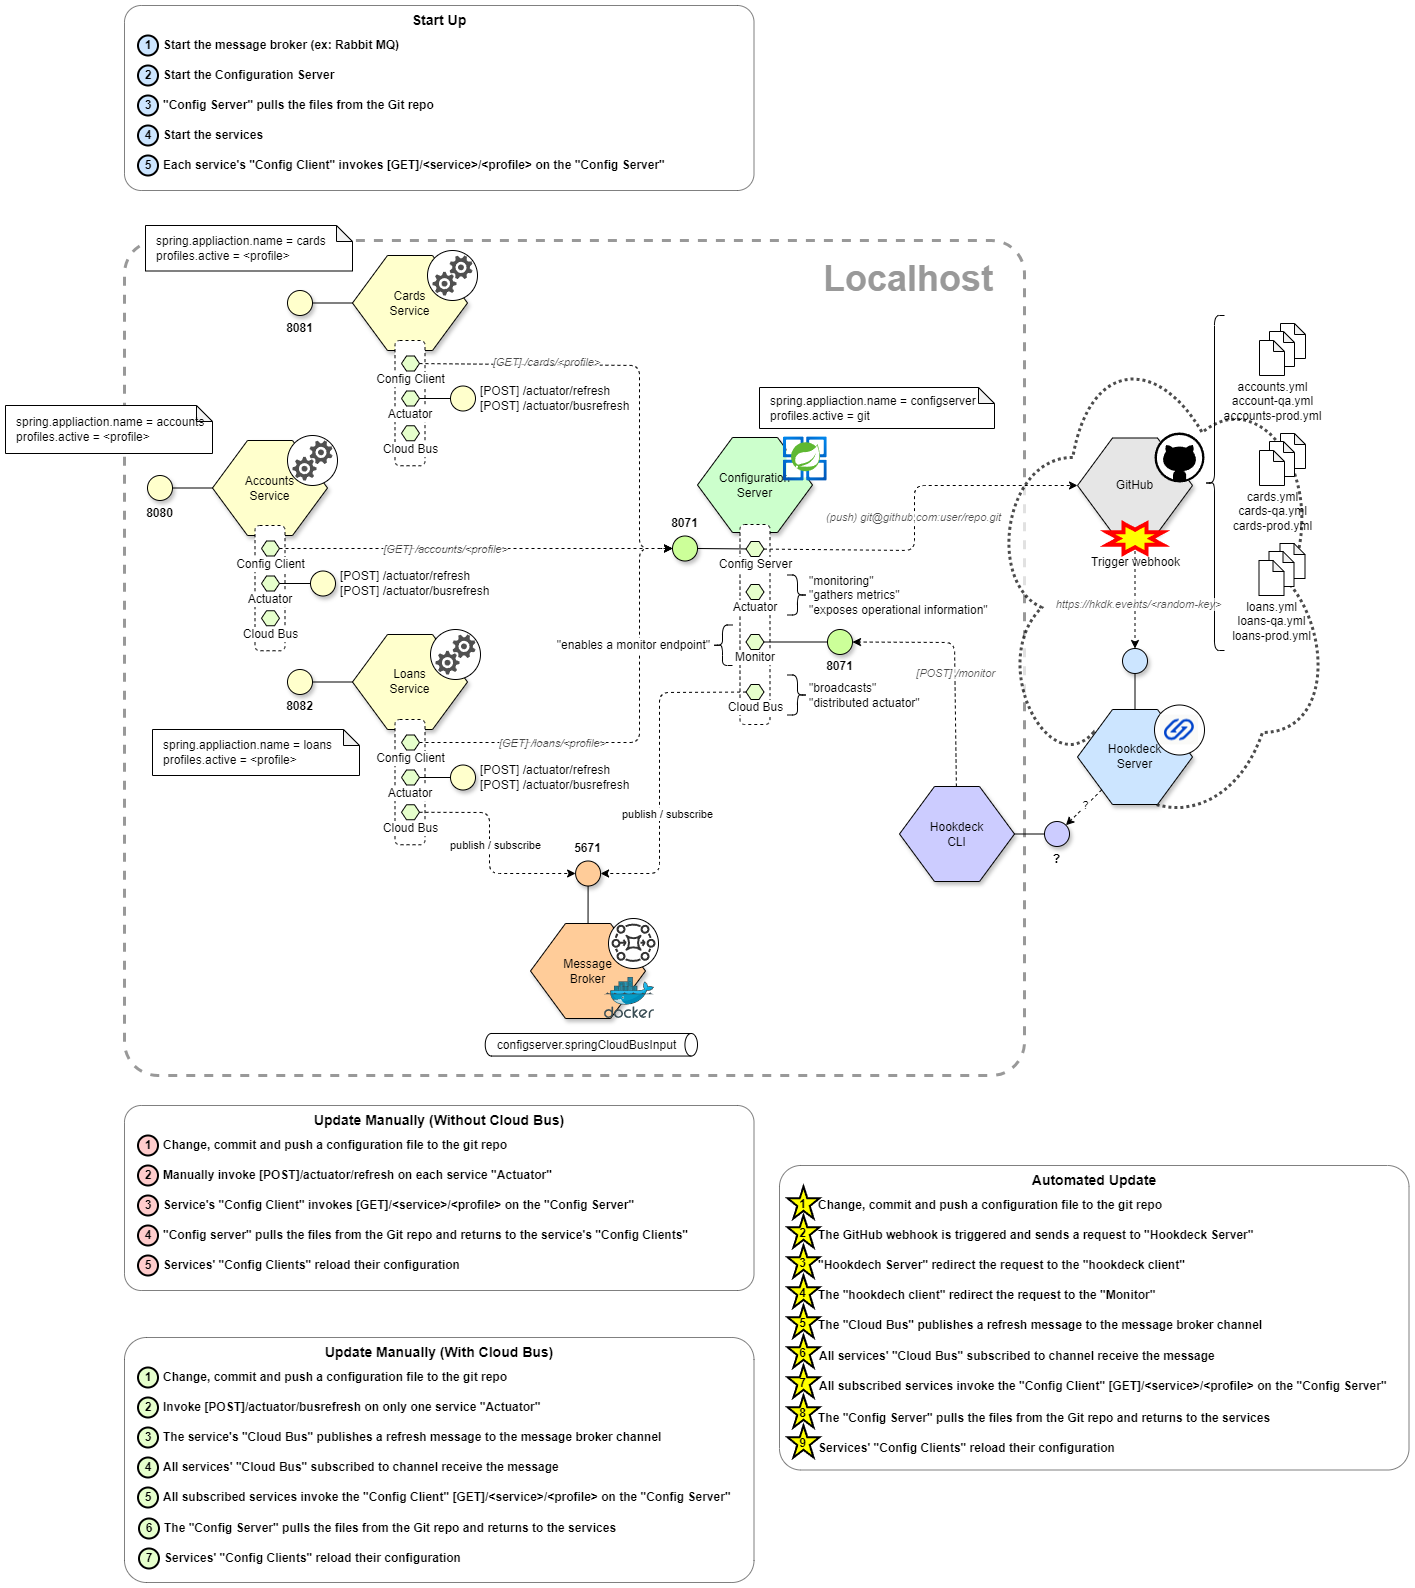 Start Up
1 Start the message broker (ex: Rabbit MQ)
2 Start the Configuration Server
3 "Config Server" pulls the files from the Git repo
4 Start the services
5 Each service's "Config Client" invokes [GET]/<service>/<profile> on the "Config Server"
Localhost
spring.appliaction.name = cards
profiles.active = <profile>
Cards
Service
8081
Config Client
[GET] /cards/<profile>
Actuator
[POST] /actuator/refresh
[POST] /actuator/busrefresh
Cloud Bus
spring.appliaction.name = accounts
profiles.active = <profile>
Accounts
Service
8080
Config Client
[GET] /accounts/<profile>
Actuator
[POST] /actuator/refresh
[POST] /actuator/busrefresh
Cloud Bus
Loans
Service
8082
spring.appliaction.name = loans
profiles.active = <profile>
Config Client
[GET] /loans/<profile>
Actuator
[POST] /actuator/refresh
[POST] /actuator/busrefresh
Cloud Bus
publish / subscribe
spring.appliaction.name = configserver
profiles.active = git
Configuration
Server
8071
Config Server
(push) git@github.com:user/repo.git
Actuator
"monitoring"
"gathers metrics"
"exposes operational information"
"enables a monitor endpoint"
Monitor
8071
[POST] /monitor
Cloud Bus
"broadcasts"
"distributed actuator"
publish / subscribe
5671
Message
Broker
docker
configserver.springCloudBusInput
GitHub
Trigger webhook
https://hkdk.events/<random-key>
accounts.yml
account-qa.yml
accounts-prod.yml
cards.yml
cards-qa.yml
cards-prod.yml
loans.yml
loans-qa.yml
loans-prod.yml
Hookdeck
Server
?
?
Hookdeck
CLI
Update Manually (Without Cloud Bus)
1 Change, commit and push a configuration file to the git repo
2 Manually invoke [POST]/actuator/refresh on each service "Actuator"
3 Service's "Config Client" invokes [GET]/<service>/<profile> on the "Config Server"
4 "Config server" pulls the files from the Git repo and returns to the service's "Config Clients"
5 Services' "Config Clients" reload their configuration
Update Manually (With Cloud Bus)
1 Change, commit and push a configuration file to the git repo
2 Invoke [POST]/actuator/busrefresh on only one service "Actuator"
3 The service's "Cloud Bus" publishes a refresh message to the message broker channel
4 All services' "Cloud Bus" subscribed to channel receive the message
5 All subscribed services invoke the "Config Client" [GET]/<service>/<profile> on the "Config Server"
6 The "Config Server" pulls the files from the Git repo and returns to the services
7 Services' "Config Clients" reload their configuration
Automated Update
1 Change, commit and push a configuration file to the git repo
2 The GitHub webhook is triggered and sends a request to "Hookdeck Server"
3 "Hookdech Server" redirect the request to the "hookdeck client"
4 The "hookdech client" redirect the request to the "Monitor"
5 The "Cloud Bus" publishes a refresh message to the message broker channel
6 All services' "Cloud Bus" subscribed to channel receive the message
7 All subscribed services invoke the "Config Client" [GET]/<service>/<profile> on the "Config Server"
8 The "Config Server" pulls the files from the Git repo and returns to the services
9 Services' "Config Clients" reload their configuration